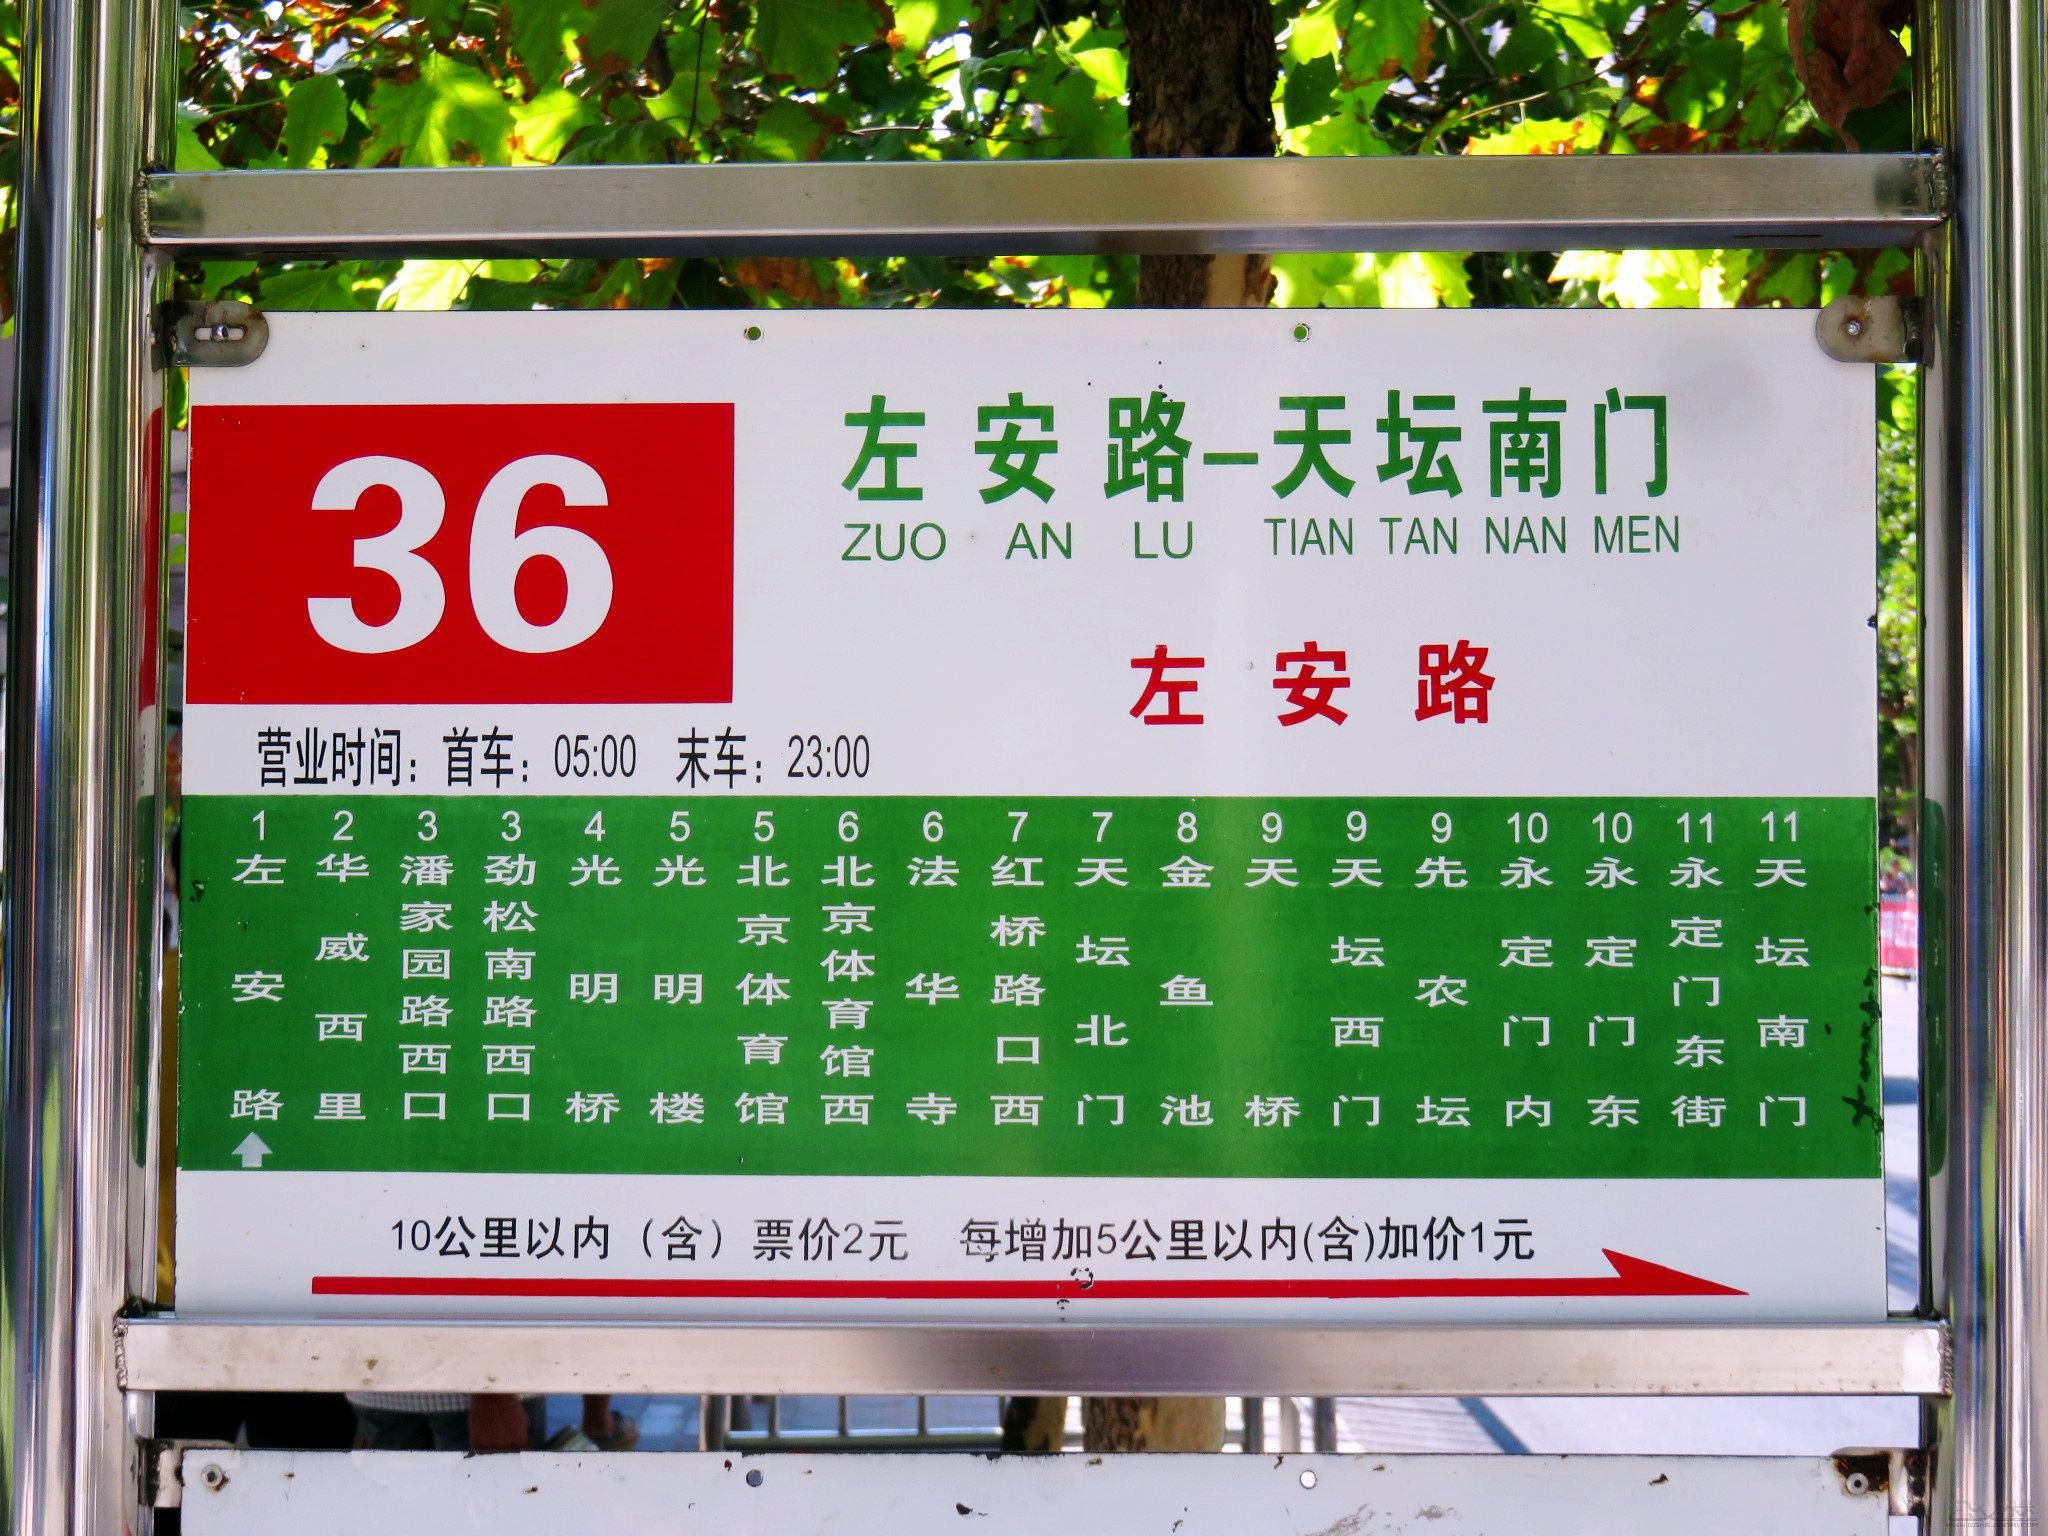 左安路–天坛南门
ZUO AN LU TIAN TAN NAN MEN
36
左安路
营业时间: 首车: 05:00 末车: 23:00
1 左安路
2 华威西里
3 潘家园路西口
3 劲松南路西口
4 光明桥
5 光明楼
5 北京体育馆
6 北京体育馆西
6 法华寺
7 红桥路口西
7 天坛北门
8 金鱼池
9 天桥
9 天坛西门
9 先农坛
10 永定门内
10 永定门东
11 永定门东街
11 天坛南门
10公里以内（含）票价2元 每增加5公里以内(含)加价1元